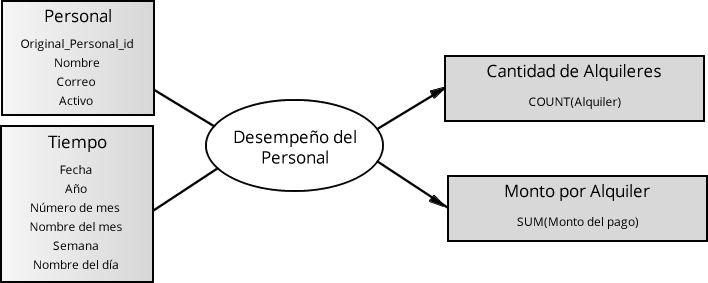 Personal
Original_Personal_id
Nombre
Correo
Activo
Tiempo
Fecha
Año
Número de mes
Nombre del mes
Semana
Nombre del día
Desempeño del
Personal
Cantidad de Alquileres
COUNT(Alquiler)
Monto por Alquiler
SUM(Monto del pago)